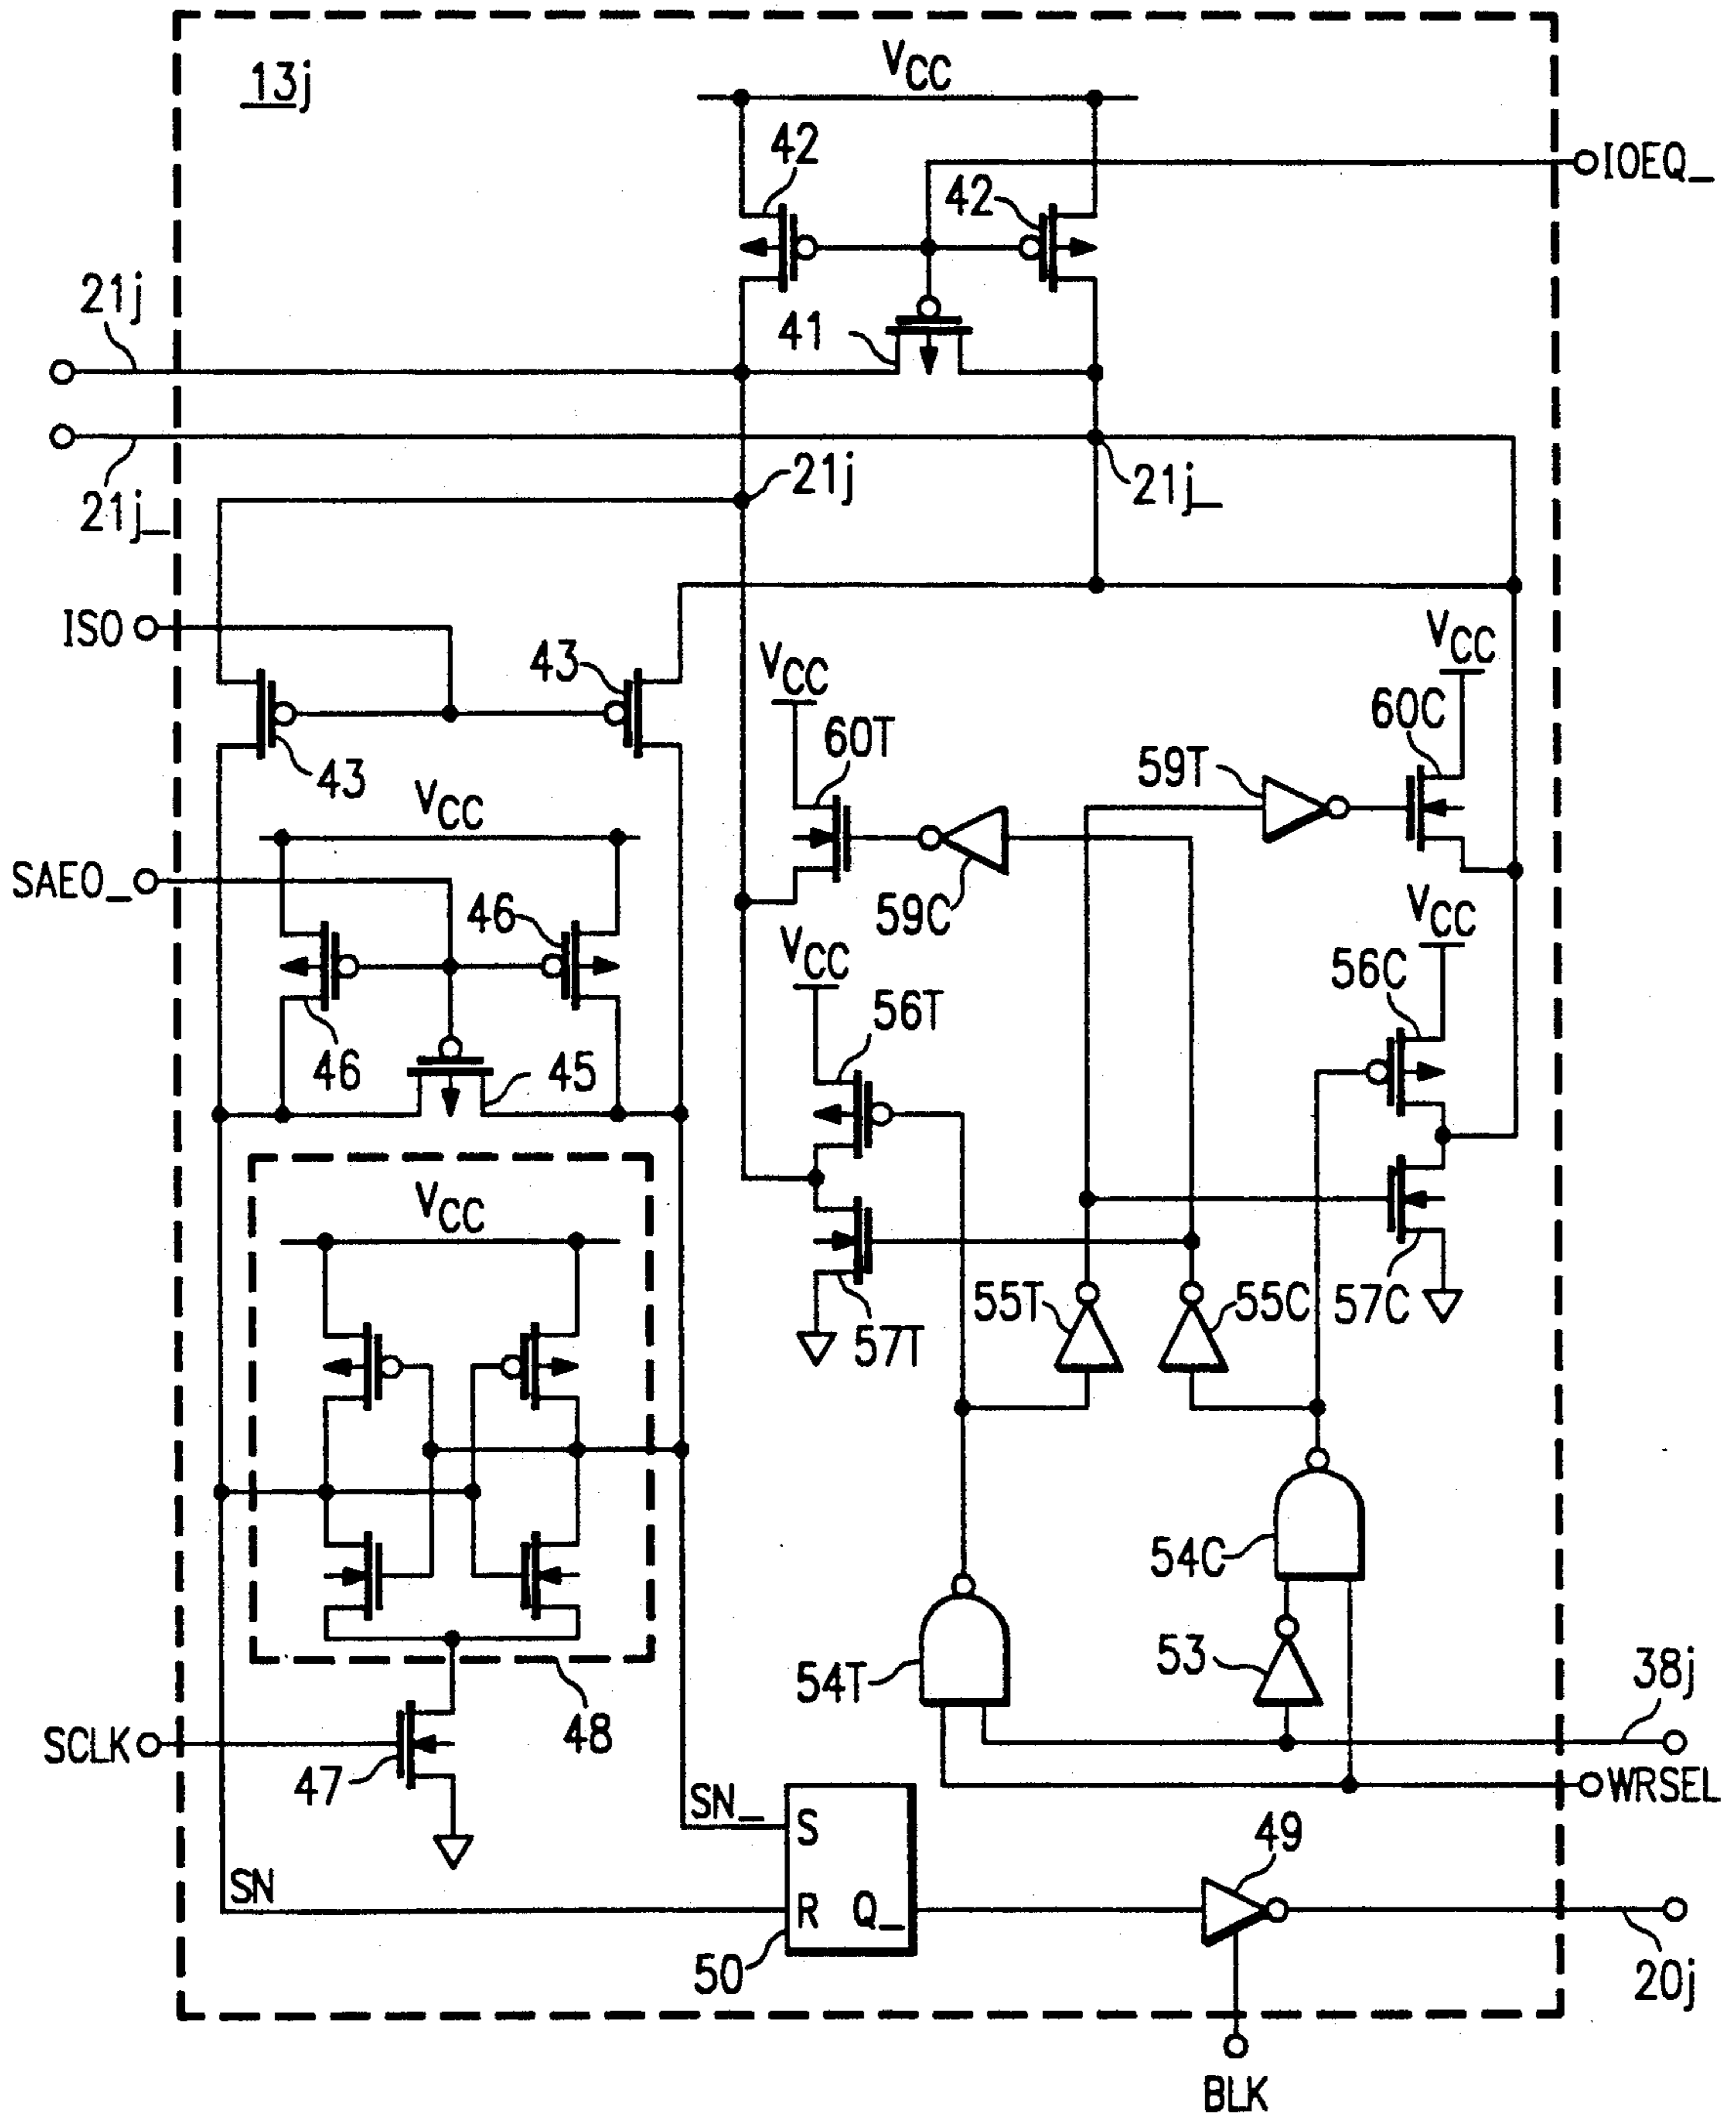 13j
VCC
42
42
IOEQ_
21j
41
21j_
21j
21j_
ISO
43
43
VCC
VCC
60T
60C
59T
VCC
SAEO_
46
59C
VCC
VCC
56C
56T
46
45
VCC
55T
55C
57C
57T
54C
53
54T
38j
SCLK
48
47
WRSEL
SN_
S
49
SN
R
Q_
50
20j
BLK